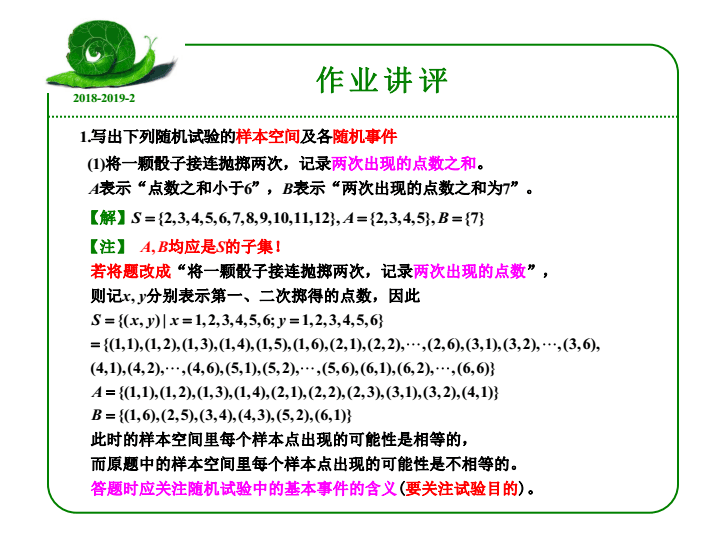 作业讲评
2018-2019-2
1.写出下列随机试验的样本空间及各随机事件
(1)将一颗骰子接连抛掷两次，记录两次出现的点数之和。
A表示“点数之和小于6”，B表示“两次出现的点数之和为7”。
【解】S={2,3,4,5,6,7,8,9,10,11,12}, A={2,3,4,5}, B={7}
【注】 A,B均应是S的子集！
若将题改成“将一颗骰子接连抛掷两次，记录两次出现的点数”，
则记x, y分别表示第一、二次掷得的点数，因此
S={(x,y)| x=1,2,3,4,5,6; y=1,2,3,4,5,6}
={(1,1),(1,2),(1,3),(1,4),(1,5),(1,6),(2,1),(2,2),⋯,(2,6),(3,1),(3,2),⋯,(3,6),
(4,1),(4,2),⋯,(4,6),(5,1),(5,2),⋯,(5,6),(6,1),(6,2),⋯,(6,6)}
A={(1,1),(1,2),(1,3),(1,4),(2,1),(2,2),(2,3),(3,1),(3,2),(4,1)}
B={(1,6),(2,5),(3,4),(4,3),(5,2),(6,1)}
此时的样本空间里每个样本点出现的可能性是相等的，
而原题中的样本空间里每个样本点出现的可能性是不相等的。
答题时应关注随机试验中的基本事件的含义(要关注试验目的)。